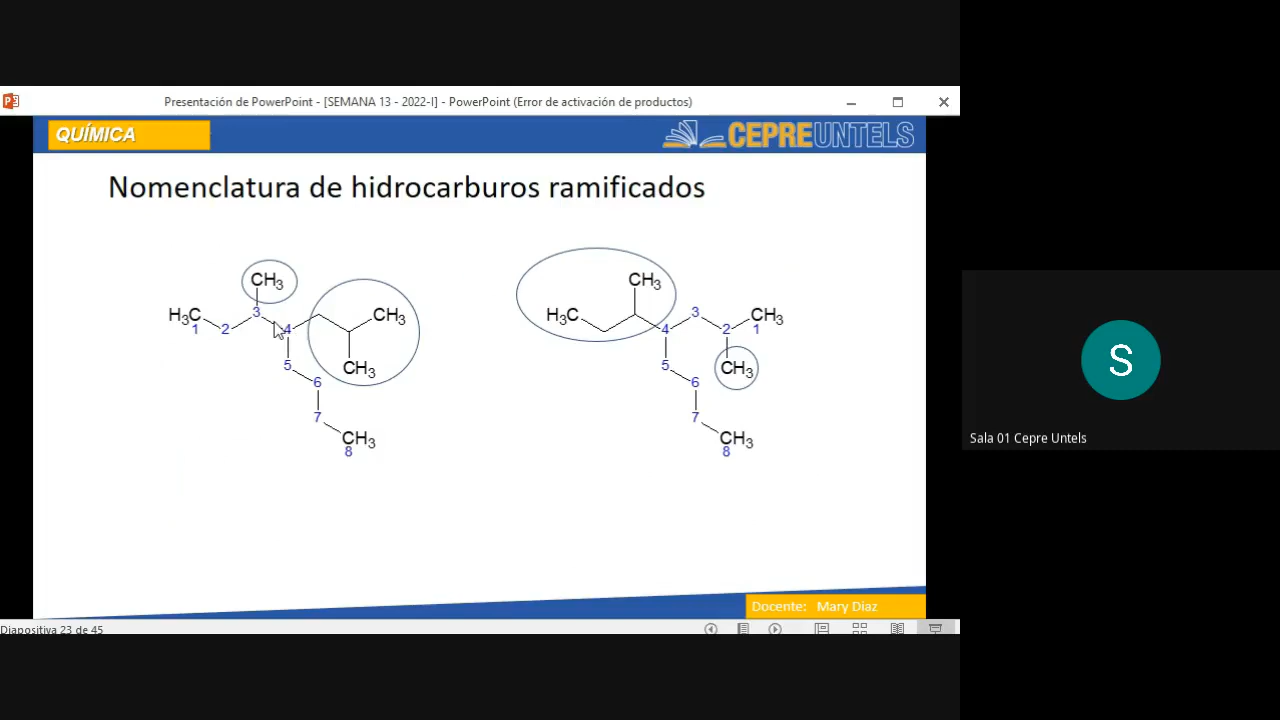 Presentación de PowerPoint - [SEMANA 13 - 2022-I] - PowerPoint (Error de activación de productos)
QUÍMICA
CEPREUNTELS
Nomenclatura de hidrocarburos ramificados
CH3
H3C
CH3
1
2
3
4
CH3
5
6
7
CH3
8
CH3
H3C
3
CH3
4
2
1
5
CH3
6
7
CH3
8
S
Sala 01 Cepre Untels
Docente: Mary Diaz
Diapositiva 23 de 45